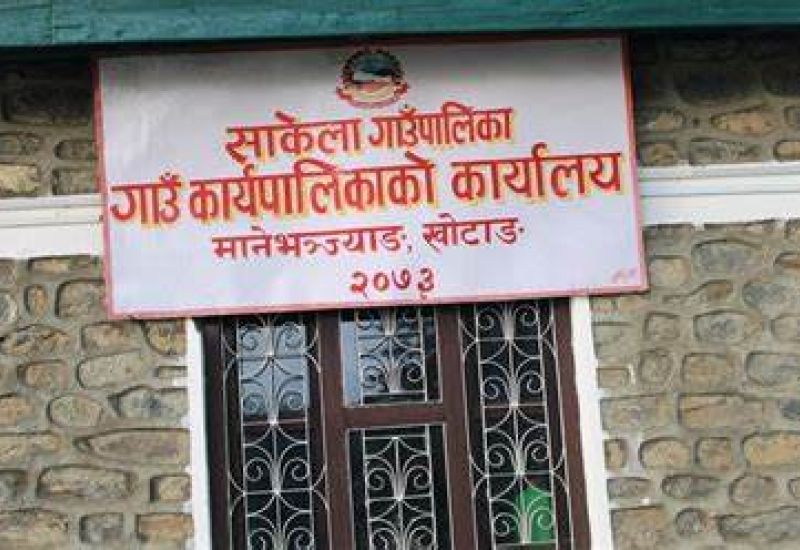 साकेला गाउँपालिका
गाउँ कार्यपालिकाको कार्यालय
मानेभञ्ज्याङ, खोटाङ
२०७३